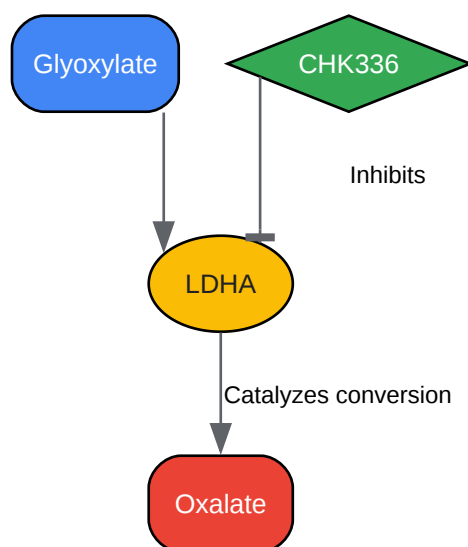 Glyoxylate
CHK336
Inhibits
LDHA
Catalyzes conversion
Oxalate